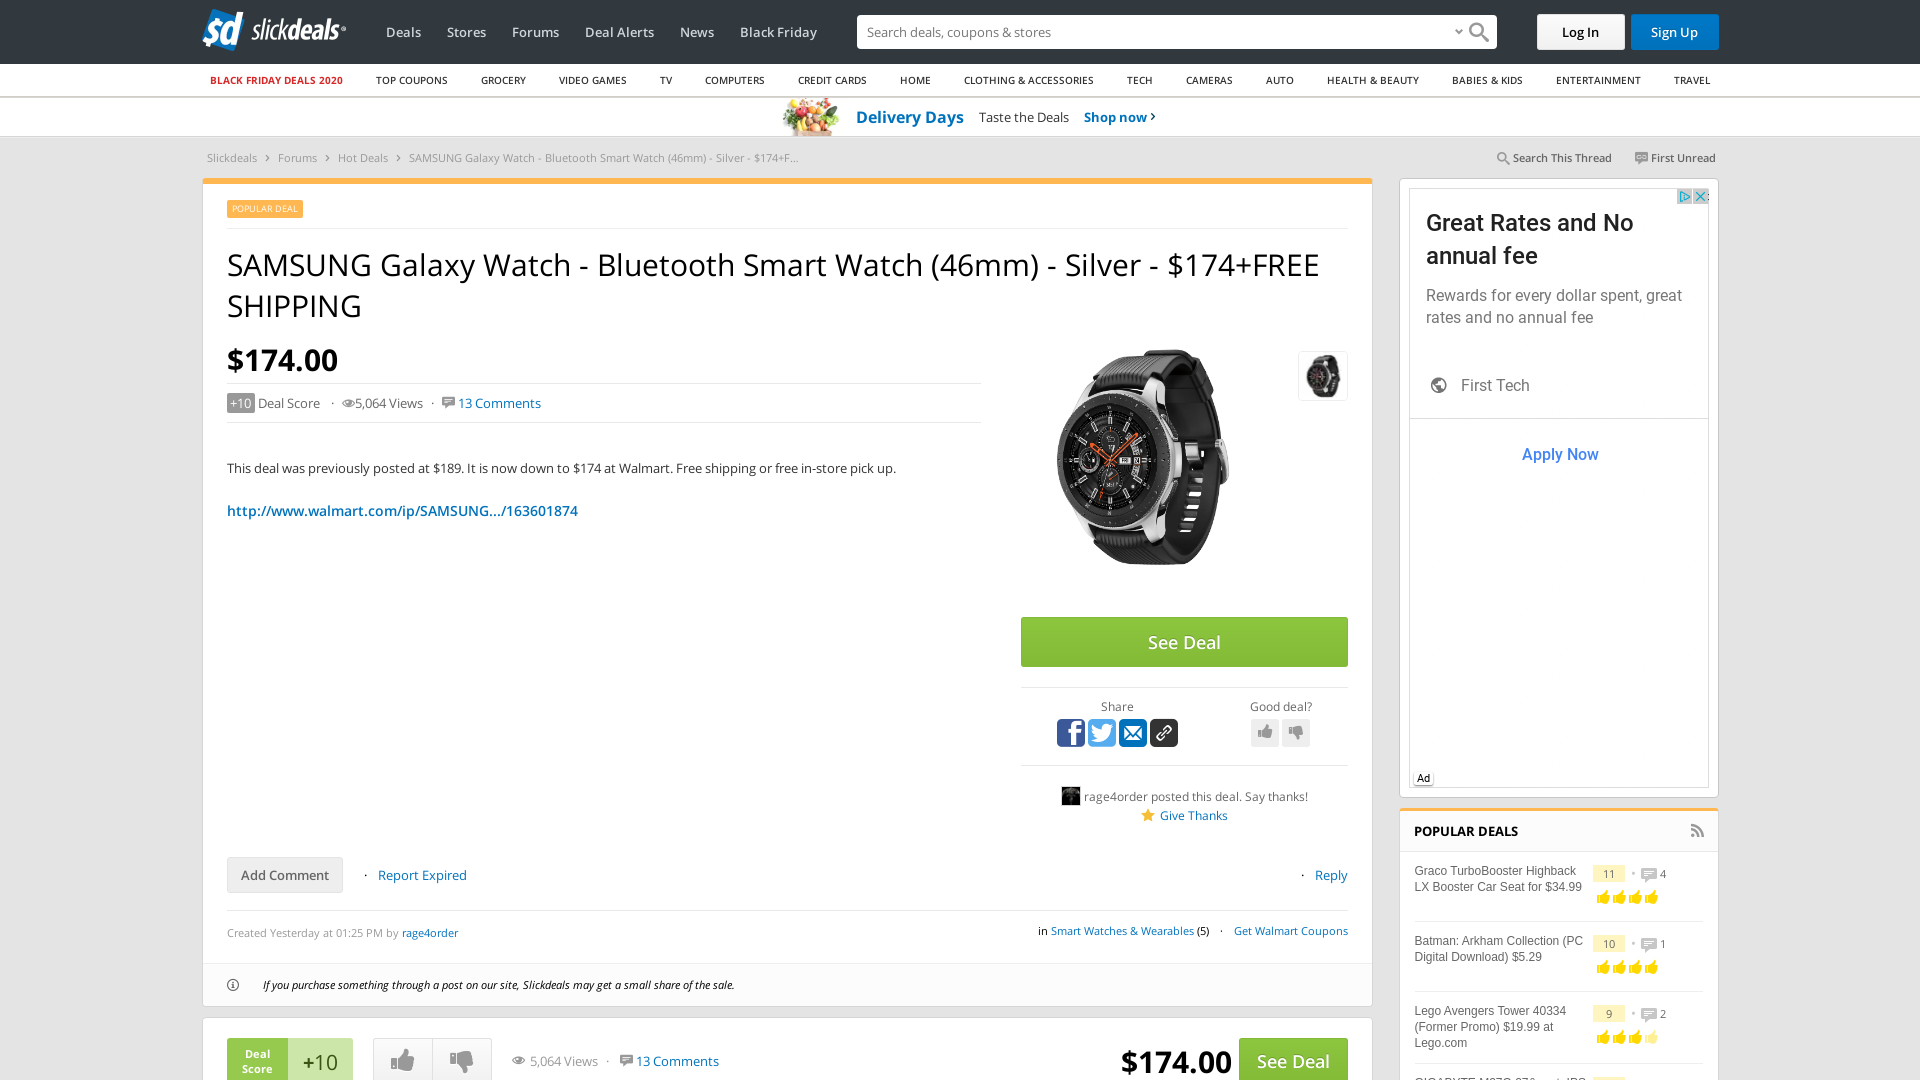 sd slickdeals
Deals Stores Forums Deal Alerts News Black Friday
Search deals, coupons & stores
Log In Sign Up
BLACK FRIDAY DEALS 2020 TOP COUPONS GROCERY VIDEO GAMES TV COMPUTERS CREDIT CARDS HOME CLOTHING & ACCESSORIES TECH CAMERAS AUTO HEALTH & BEAUTY BABIES & KIDS ENTERTAINMENT TRAVEL
Delivery Days Taste the Deals Shop now ›
Slickdeals › Forums › Hot Deals › SAMSUNG Galaxy Watch - Bluetooth Smart Watch (46mm) - Silver - $174+F...
Search This Thread First Unread
POPULAR DEAL
SAMSUNG Galaxy Watch - Bluetooth Smart Watch (46mm) - Silver - $174+FREE
SHIPPING
$174.00
+10 Deal Score · 5,064 Views · 13 Comments
This deal was previously posted at $189. It is now down to $174 at Walmart. Free shipping or free in-store pick up.
http://www.walmart.com/ip/SAMSUNG.../163601874
See Deal
Share Good deal?
rage4order posted this deal. Say thanks!
Give Thanks
Add Comment · Report Expired · Reply
Created Yesterday at 01:25 PM by rage4order
in Smart Watches & Wearables (5) · Get Walmart Coupons
If you purchase something through a post on our site, Slickdeals may get a small share of the sale.
Deal
Score
+10
5,064 Views · 13 Comments
$174.00 See Deal
Great Rates and No
annual fee
Rewards for every dollar spent, great
rates and no annual fee
First Tech
Apply Now
Ad
POPULAR DEALS
Graco TurboBooster Highback
LX Booster Car Seat for $34.99
11 • 4
Batman: Arkham Collection (PC
Digital Download) $5.29
10 • 1
Lego Avengers Tower 40334
(Former Promo) $19.99 at
Lego.com
9 • 2